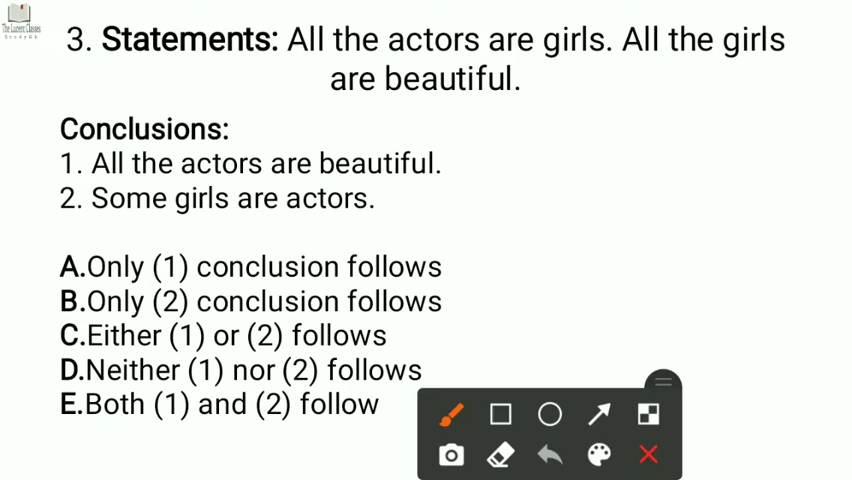 The Lucent Classes
3. Statements: All the actors are girls. All the girls
are beautiful.
Conclusions:
1. All the actors are beautiful.
2. Some girls are actors.
A.Only (1) conclusion follows
B.Only (2) conclusion follows
C.Either (1) or (2) follows
D.Neither (1) nor (2) follows
E.Both (1) and (2) follow